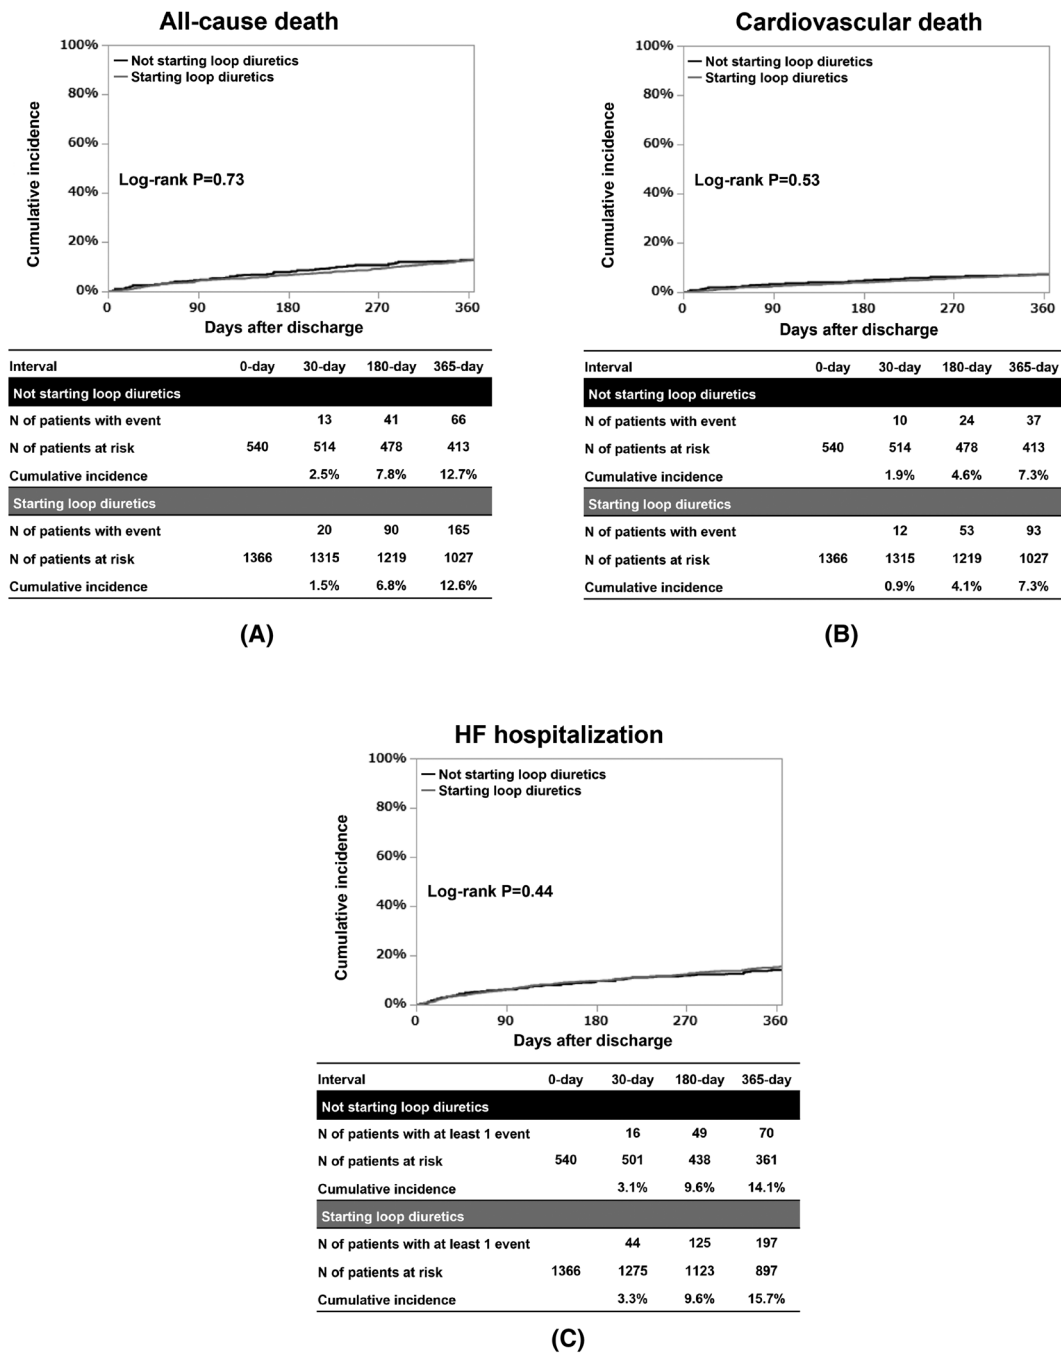 All-cause death
100%
80%
60%
40%
20%
0%
Cumulative incidence
Not starting loop diuretics
Starting loop diuretics
Log-rank P=0.73
0 90 180 270 360
Days after discharge
Interval 0-day 30-day 180-day 365-day
Not starting loop diuretics
N of patients with event 13 41 66
N of patients at risk 540 514 478 413
Cumulative incidence 2.5% 7.8% 12.7%
Starting loop diuretics
N of patients with event 20 90 165
N of patients at risk 1366 1315 1219 1027
Cumulative incidence 1.5% 6.8% 12.6%
(A)
Cardiovascular death
100%
80%
60%
40%
20%
0%
Cumulative incidence
Not starting loop diuretics
Starting loop diuretics
Log-rank P=0.53
0 90 180 270 360
Days after discharge
Interval 0-day 30-day 180-day 365-day
Not starting loop diuretics
N of patients with event 10 24 37
N of patients at risk 540 514 478 413
Cumulative incidence 1.9% 4.6% 7.3%
Starting loop diuretics
N of patients with event 12 53 93
N of patients at risk 1366 1315 1219 1027
Cumulative incidence 0.9% 4.1% 7.3%
(B)
HF hospitalization
100%
80%
60%
40%
20%
0%
Cumulative incidence
Not starting loop diuretics
Starting loop diuretics
Log-rank P=0.44
0 90 180 270 360
Days after discharge
Interval 0-day 30-day 180-day 365-day
Not starting loop diuretics
N of patients with at least 1 event 16 49 70
N of patients at risk 540 501 438 361
Cumulative incidence 3.1% 9.6% 14.1%
Starting loop diuretics
N of patients with at least 1 event 44 125 197
N of patients at risk 1366 1275 1123 897
Cumulative incidence 3.3% 9.6% 15.7%
(C)